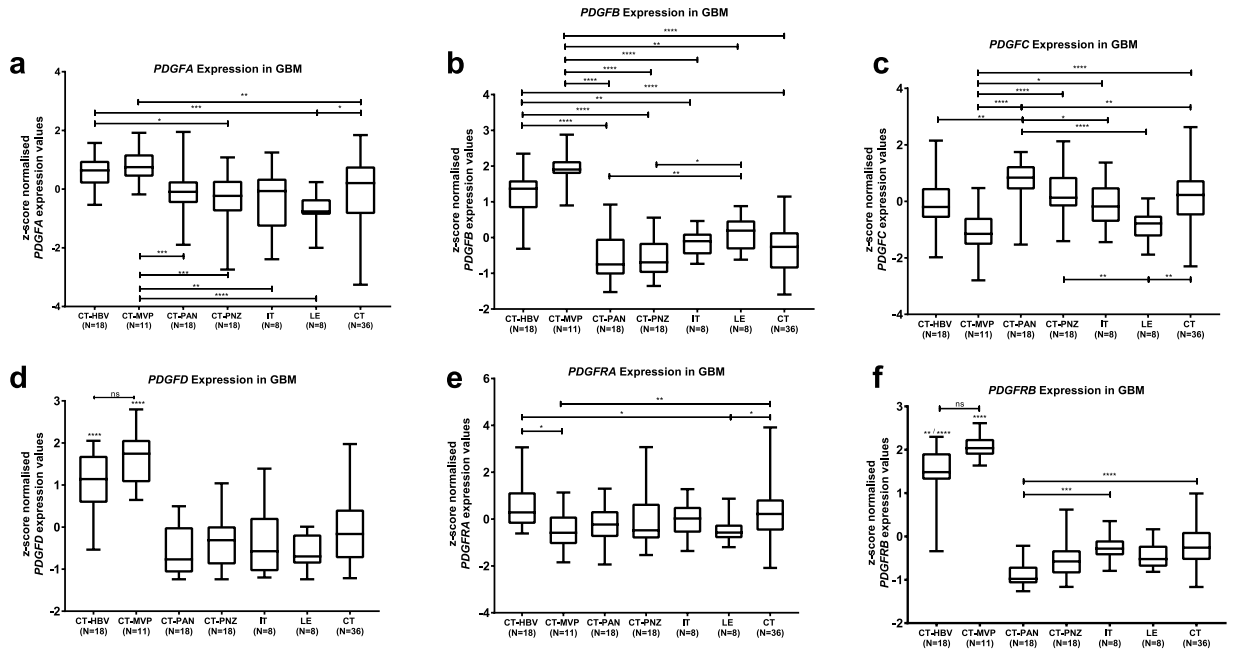 a
PDGFA Expression in GBM
z-score normalised
PDGFA expression values
4
2
0
-2
-4
**
***
*
*
***
***
**
****
CT-HBV CT-MVP CT-PAN CT-PNZ IT LE CT
(N=18) (N=11) (N=18) (N=18) (N=8) (N=8) (N=36)
b
PDGFB Expression in GBM
z-score normalised
PDGFB expression values
4
3
2
1
0
-1
-2
****
**
****
****
****
****
**
****
****
*
**
CT-HBV CT-MVP CT-PAN CT-PNZ IT LE CT
(N=18) (N=11) (N=18) (N=18) (N=8) (N=8) (N=36)
c
PDGFC Expression in GBM
z-score normalised
PDGFC expression values
4
2
0
-2
-4
****
*
****
****
**
**
*
****
**
**
CT-HBV CT-MVP CT-PAN CT-PNZ IT LE CT
(N=18) (N=11) (N=18) (N=18) (N=8) (N=8) (N=36)
d
PDGFD Expression in GBM
z-score normalised
PDGFD expression values
3
2
1
-0
-1
-2
ns
****
****
CT-HBV CT-MVP CT-PAN CT-PNZ IT LE CT
(N=18) (N=11) (N=18) (N=18) (N=8) (N=8) (N=36)
e
PDGFRA Expression in GBM
z-score normalised
PDGFRA expression values
6
4
2
0
-2
-4
**
*
*
*
CT-HBV CT-MVP CT-PAN CT-PNZ IT LE CT
(N=18) (N=11) (N=18) (N=18) (N=8) (N=8) (N=36)
f
PDGFRB Expression in GBM
z-score normalised
PDGFRB expression values
3
2
1
-0
-1
-2
ns
****
** / ****
****
***
CT-HBV CT-MVP CT-PAN CT-PNZ IT LE CT
(N=18) (N=11) (N=18) (N=18) (N=8) (N=8) (N=36)